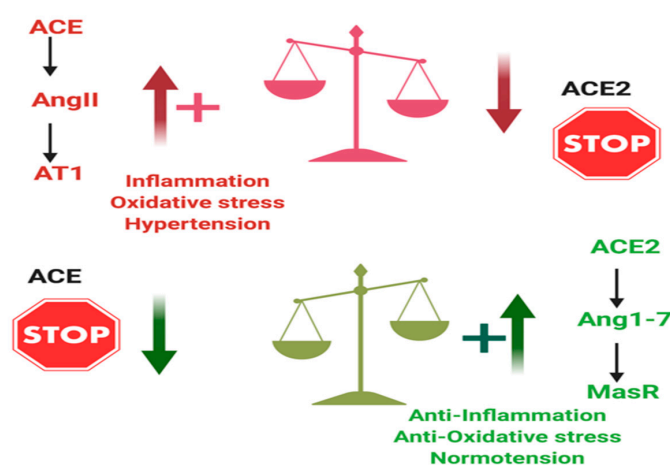 ACE
AngII
AT1
Inflammation
Oxidative stress
Hypertension
ACE2
STOP
ACE
STOP
ACE2
Ang1-7
MasR
Anti-Inflammation
Anti-Oxidative stress
Normotension